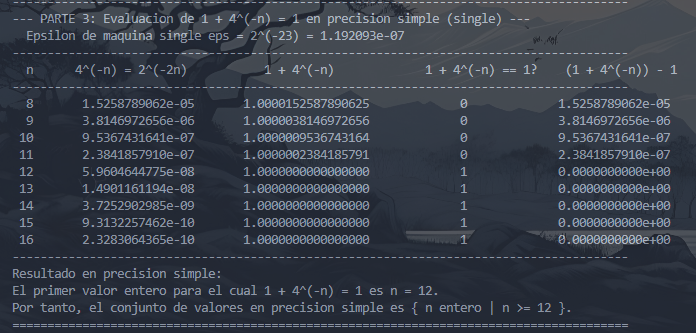 --- PARTE 3: Evaluacion de 1 + 4^(-n) = 1 en precision simple (single) ---
Epsilon de maquina single eps = 2^(-23) = 1.192093e-07
n 4^(-n) = 2^(-2n) 1 + 4^(-n) 1 + 4^(-n) == 1? (1 + 4^(-n)) - 1
8 1.5258789062e-05 1.0000152587890625 0 1.5258789062e-05
9 3.8146972656e-06 1.0000038146972656 0 3.8146972656e-06
10 9.5367431641e-07 1.0000009536743164 0 9.5367431641e-07
11 2.3841857910e-07 1.0000002384185791 0 2.3841857910e-07
12 5.9604644775e-08 1.0000000000000000 1 0.0000000000e+00
13 1.4901161194e-08 1.0000000000000000 1 0.0000000000e+00
14 3.7252902985e-09 1.0000000000000000 1 0.0000000000e+00
15 9.3132257462e-10 1.0000000000000000 1 0.0000000000e+00
16 2.3283064365e-10 1.0000000000000000 1 0.0000000000e+00
Resultado en precision simple:
El primer valor entero para el cual 1 + 4^(-n) = 1 es n = 12.
Por tanto, el conjunto de valores en precision simple es { n entero | n >= 12 }.